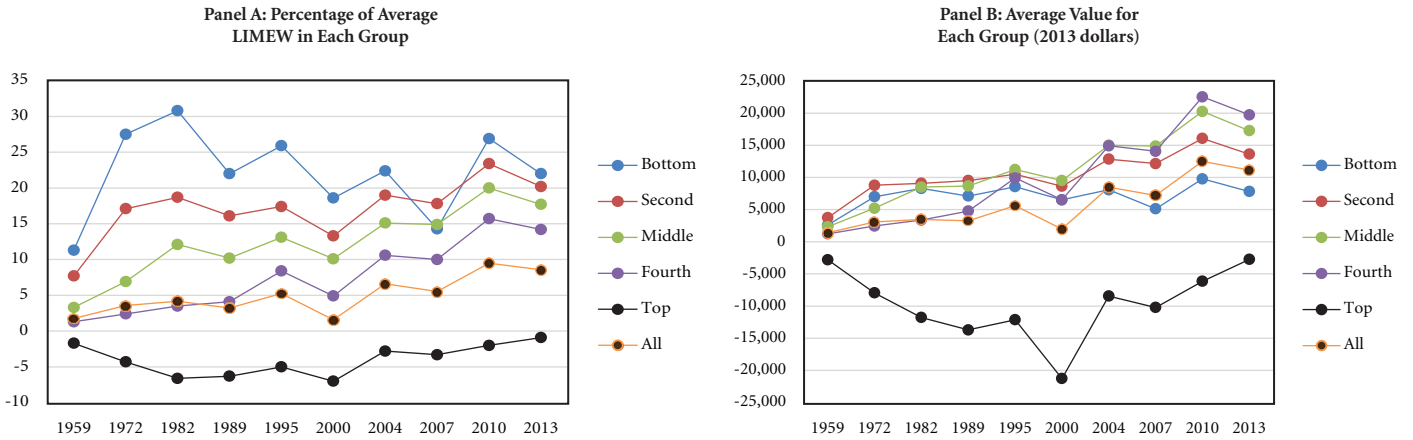 Panel A: Percentage of Average
LIMEW in Each Group
35
30
25
20
15
10
5
0
-5
-10
1959 1972 1982 1989 1995 2000 2004 2007 2010 2013
Bottom
Second
Middle
Fourth
Top
All
Panel B: Average Value for
Each Group (2013 dollars)
25,000
20,000
15,000
10,000
5,000
0
-5,000
-10,000
-15,000
-20,000
-25,000
1959 1972 1982 1989 1995 2000 2004 2007 2010 2013
Bottom
Second
Middle
Fourth
Top
All